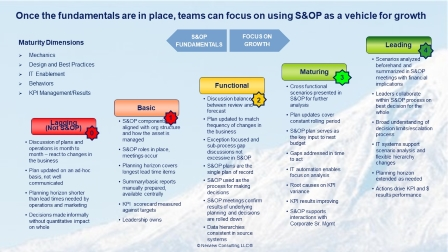 Once the fundamentals are in place, teams can focus on using S&OP as a vehicle for growth
Maturity Dimensions
Mechanics
Design and Best Practices
IT Enablement
Behaviors
KPI Management/Results
S&OP
FUNDAMENTALS
FOCUS ON
GROWTH
Lagging
(Not S&OP)
Discussion of plans and
operations is month to
month – react to changes
in the business
Plan updated on an ad-hoc
basis, not well
communicated
Planning horizon shorter
than lead times needed by
operations and marketing
Decisions made informally
without quantitative impact
on whole
Basic
1
S&OP components
aligned with org structure
and how the asset is
managed
S&OP roles in place,
meetings occur
Planning horizon covers
longest lead time items
Summary/basic reports
manually prepared,
available cordially
KPI scorecard measured
against targets
Leadership owns
Functional
2
Discussion balanced
between review and
forecast
Plan updated to match
frequency of changes in
the business
Exception focused and
sub-process gap
discussions not
excessive in S&OP
S&OP plans are the
single plan of record
S&OP used as the
process for making
decisions
S&OP meetings confirm
results of underlying
planning and decisions
are rolled down
Data hierarchies
consistent in source
systems
Maturing
3
Cross functional
scenarios presented in
S&OP for further
analysis
Plan updates cover
constant rolling period
S&OP plan serves as
the key input to next
budget
Gaps addressed in time
to act
IT automation enables
focus on analysis
Root causes on KPI
variance
KPI results improving
S&OP supports
interactions with
Corporate Sr. Mgmt.
Leading
4
Scenarios analyzed
beforehand and
summarized in S&OP
meetings with financial
implications
Leaders collaborate
within S&OP process on
best decision for the
whole
Broad understanding of
decision limits/escalation
process
IT systems support
scenario analysis and
flexible hierarchy
changes
Planning horizon
extended as needed
Actions drive KPI and $
results performance